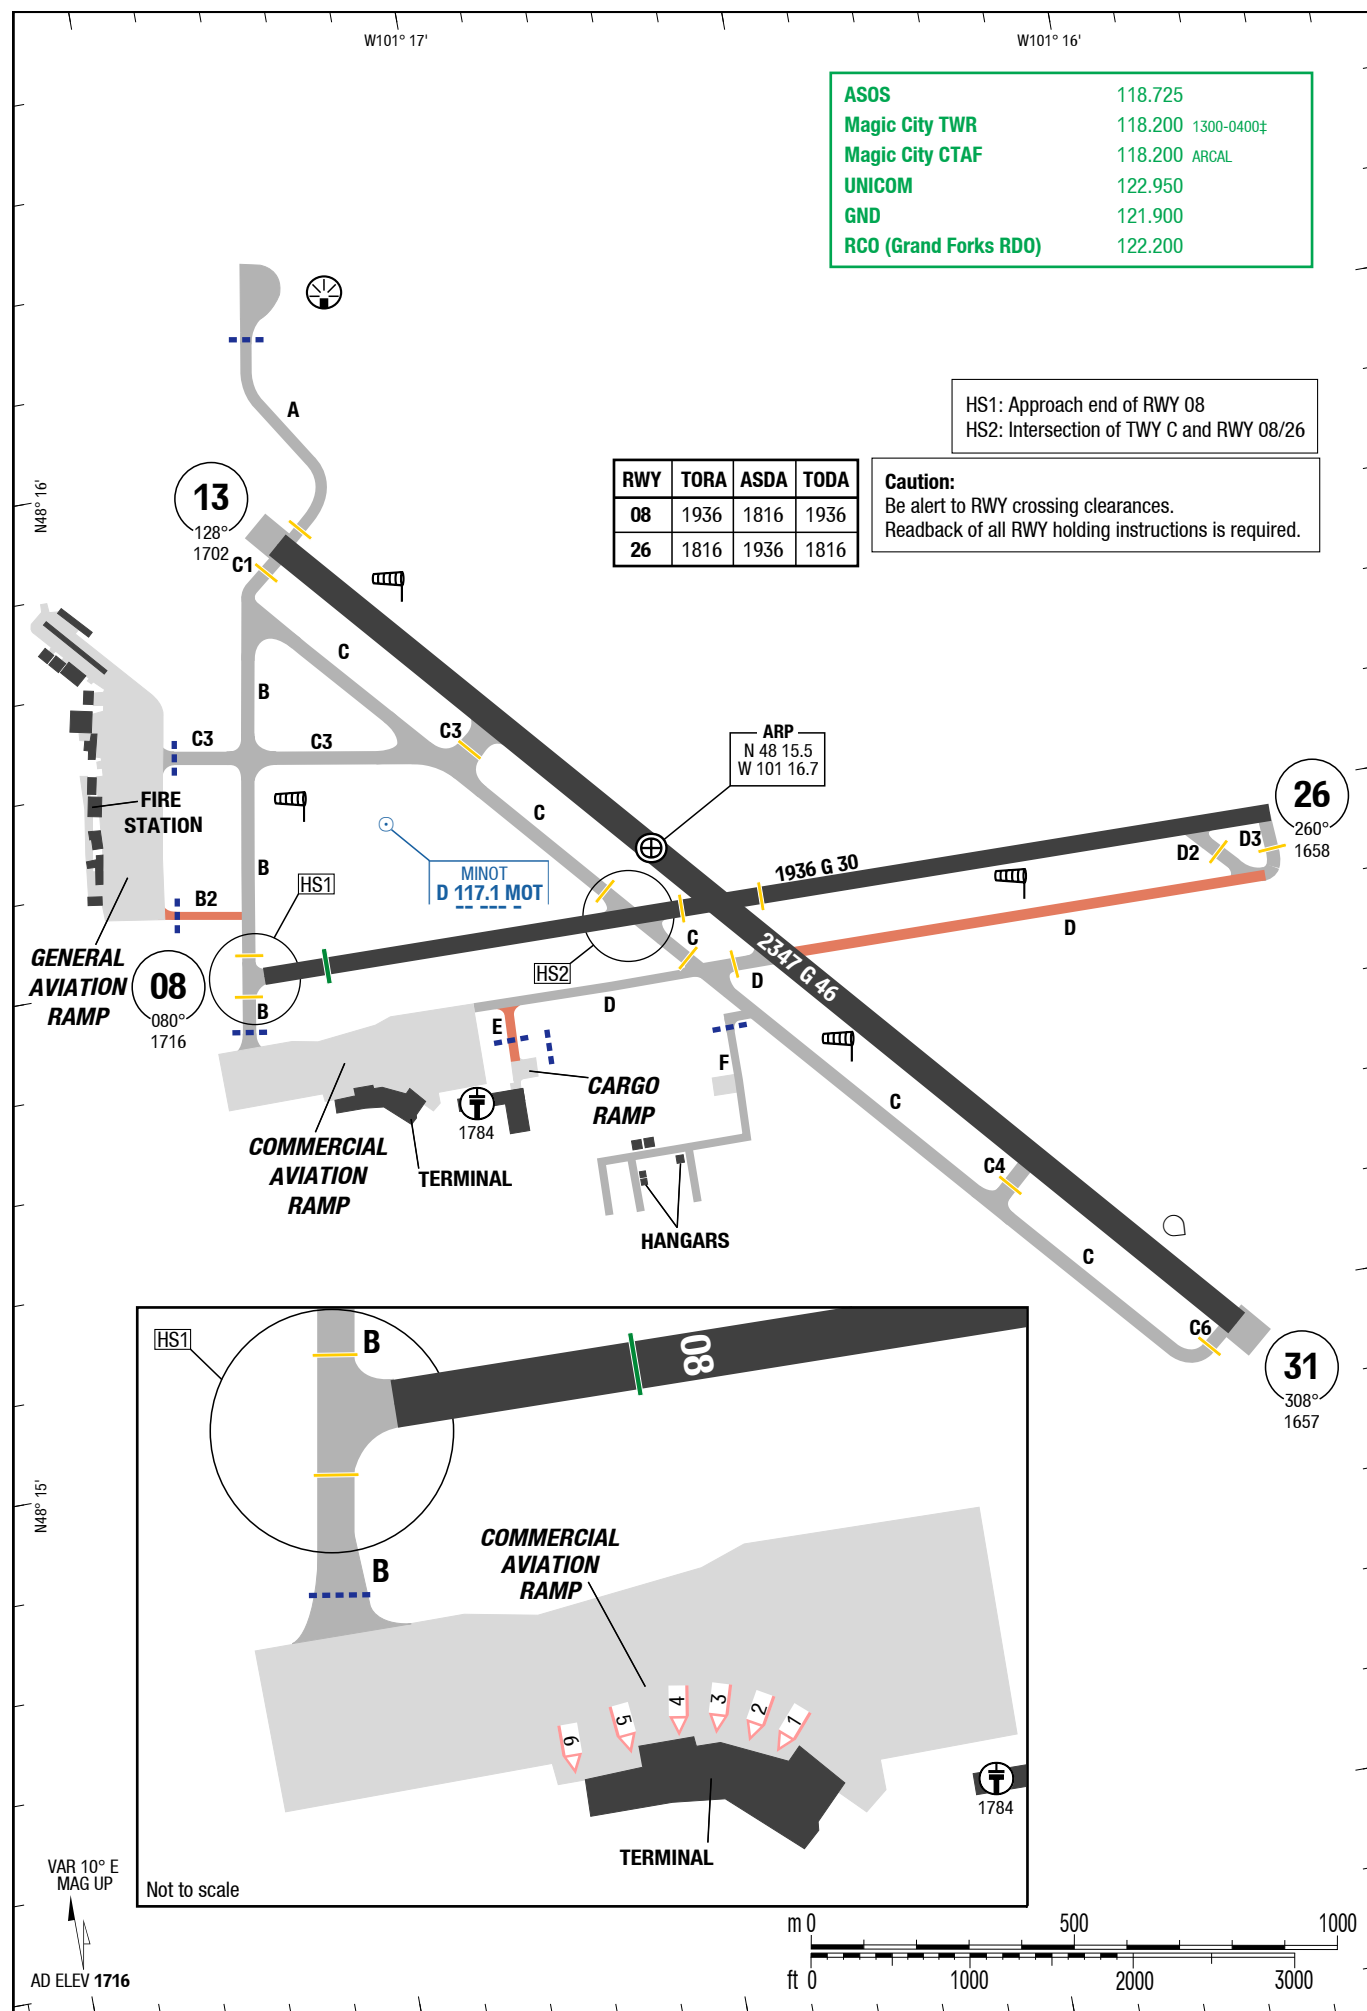 W101° 17'
W101° 16'
ASOS 118.725
Magic City TWR 118.200 1300-0400‡
Magic City CTAF 118.200 ARCAL
UNICOM 122.950
GND 121.900
RCO (Grand Forks RDO) 122.200
HS1: Approach end of RWY 08
HS2: Intersection of TWY C and RWY 08/26
RWY TORA ASDA TODA
08 1936 1816 1936
26 1816 1936 1816
Caution:
Be alert to RWY crossing clearances.
Readback of all RWY holding instructions is required.
N48° 16'
A
13
128°
1702
C1
C
B
C3
C3
C3
FIRE
STATION
ARP
N 48 15.5
W 101 16.7
26
260°
1658
D3
D2
C
B
MINOT
D 117.1 MOT
1936 G 30
B2
HS1
GENERAL
AVIATION
RAMP
08
080°
1716
B
HS2
C
2347 G 46
D
D
D
E
F
CARGO
RAMP
1784
COMMERCIAL
AVIATION
RAMP
TERMINAL
HANGARS
C
C4
C
C6
31
308°
1657
HS1
B
08
B
COMMERCIAL
AVIATION
RAMP
6
5
4
3
2
1
1784
TERMINAL
Not to scale
N48° 15'
VAR 10° E
MAG UP
AD ELEV 1716
m 0 500 1000
ft 0 1000 2000 3000